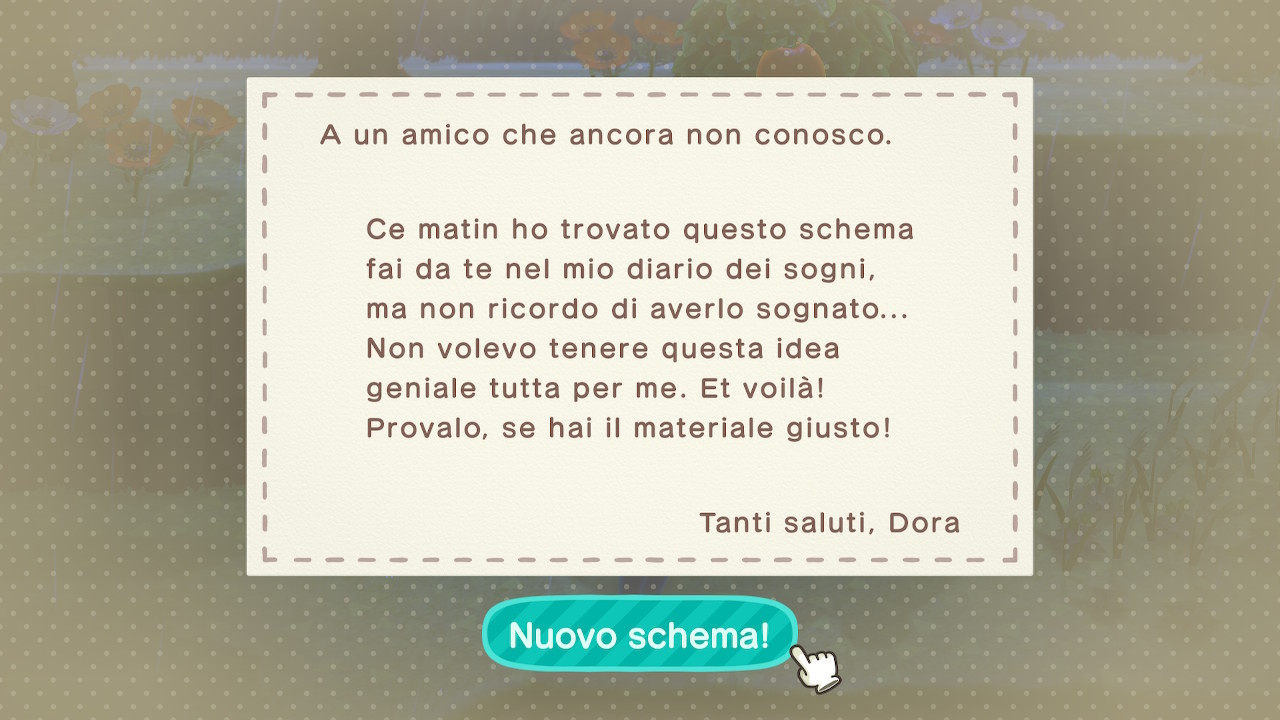 A un amico che ancora non conosco.
Ce matin ho trovato questo schema
fai da te nel mio diario dei sogni,
ma non ricordo di averlo sognato...
Non volevo tenere questa idea
geniale tutta per me. Et voilà!
Provalo, se hai il materiale giusto!
Tanti saluti, Dora
Nuovo schema!